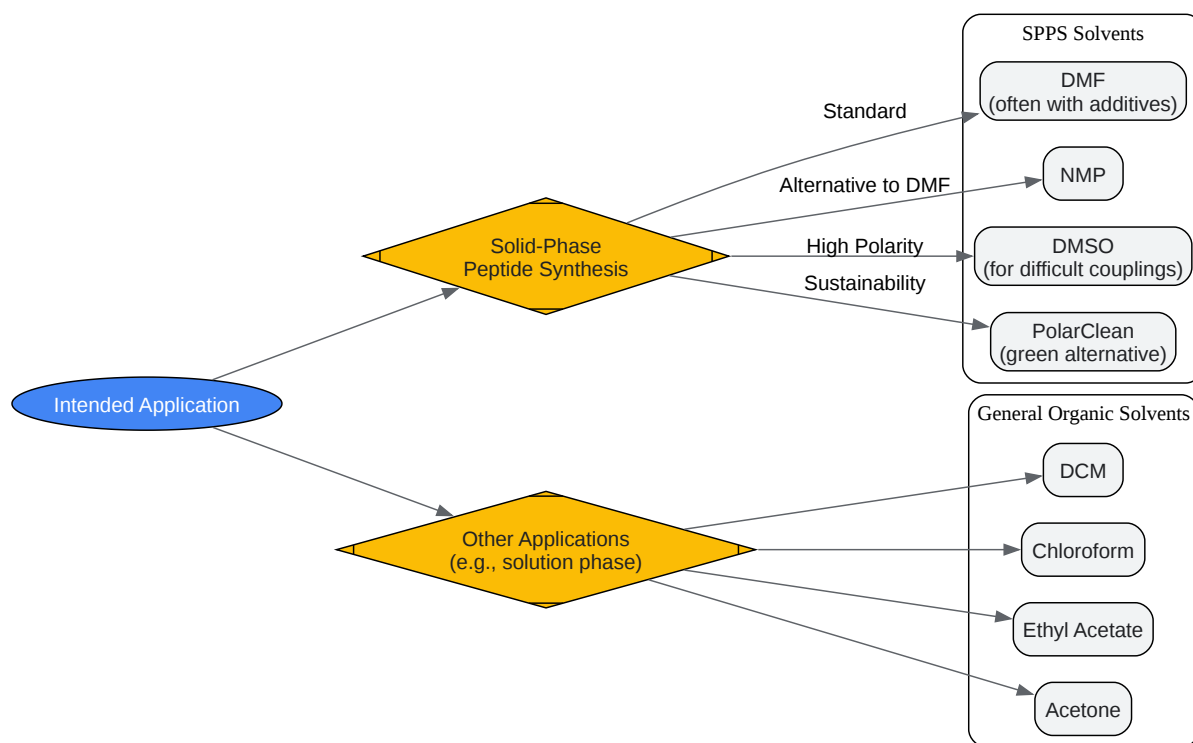 Intended Application
Solid-Phase
Peptide Synthesis
Other Applications
(e.g., solution phase)
Standard
Alternative to DMF
High Polarity
Sustainability
SPPS Solvents
DMF
(often with additives)
NMP
DMSO
(for difficult couplings)
PolarClean
(green alternative)
General Organic Solvents
DCM
Chloroform
Ethyl Acetate
Acetone